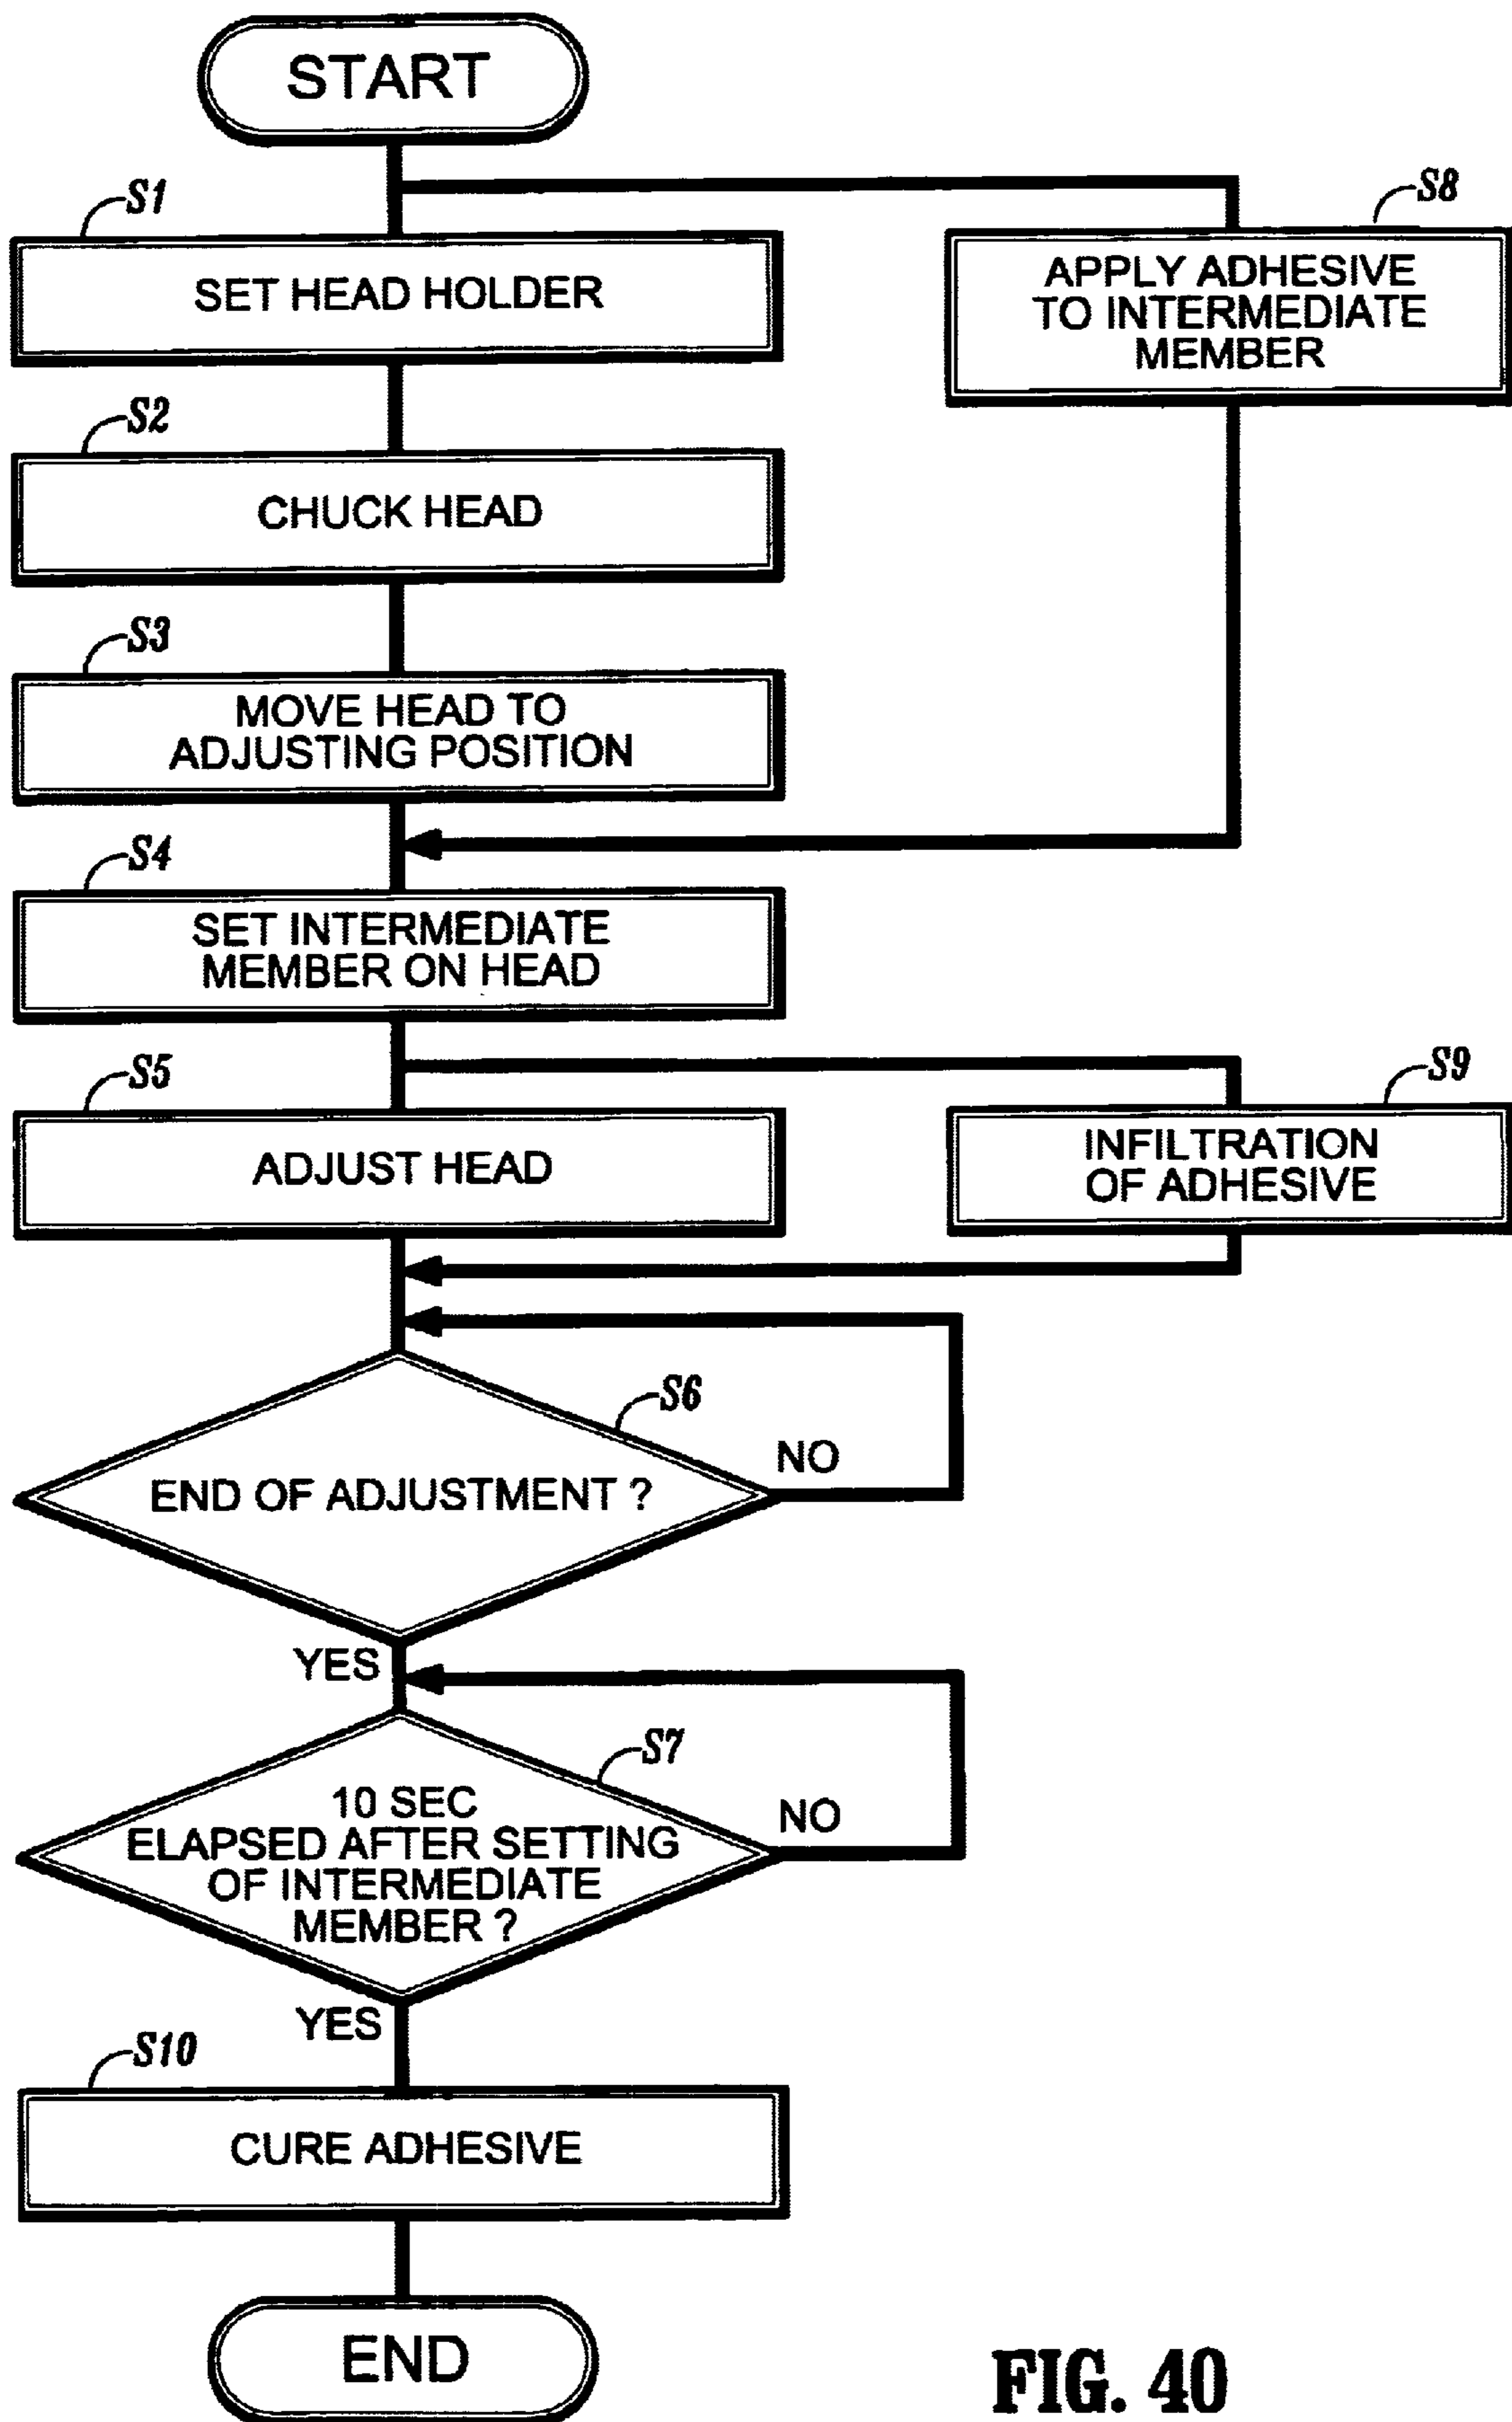 START
S1
SET HEAD HOLDER
S8
APPLY ADHESIVE
TO INTERMEDIATE
MEMBER
S2
CHUCK HEAD
S3
MOVE HEAD TO
ADJUSTING POSITION
S4
SET INTERMEDIATE
MEMBER ON HEAD
S5
ADJUST HEAD
S9
INFILTRATION
OF ADHESIVE
S6
END OF ADJUSTMENT ?
NO
YES
S7
10 SEC
ELAPSED AFTER SETTING
OF INTERMEDIATE
MEMBER ?
NO
YES
S10
CURE ADHESIVE
END
FIG. 40